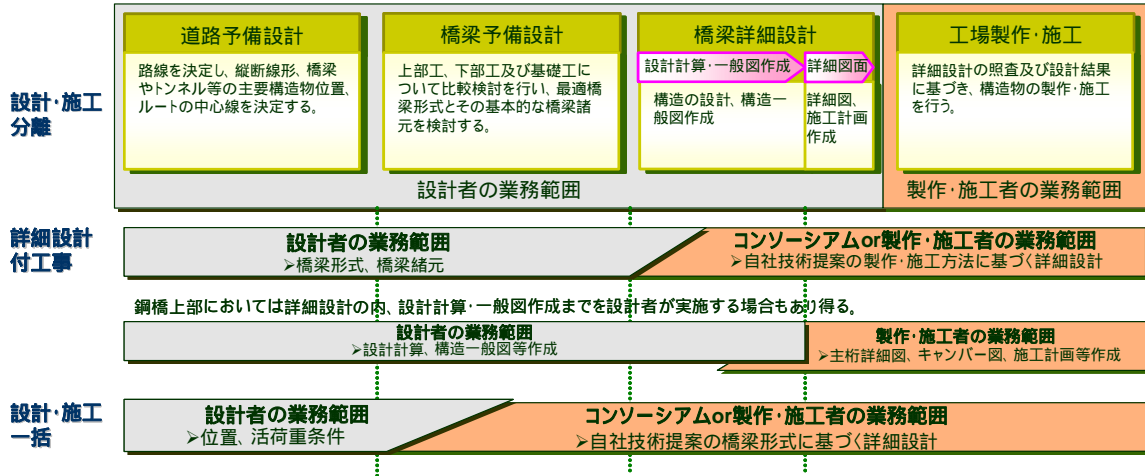 道路予備設計
橋梁予備設計
橋梁詳細設計
工場製作・施工
設計計算・一般図作成
詳細図面
路線を決定し、縦断線形、橋梁
やトンネル等の主要構造物位置、
ルートの中心線を決定する。
上部工、下部工及び基礎工に
ついて比較検討を行い、最適橋
梁形式とその基本的な橋梁諸
元を検討する。
構造の設計、構造一
般図作成
詳細図、
施工計画
作成
詳細設計の照査及び設計結果
に基づき、構造物の製作・施工
を行う。
設計・施工
分離
設計者の業務範囲
製作・施工者の業務範囲
詳細設計
付工事
設計者の業務範囲
➢橋梁形式、橋梁緒元
コンソーシアムor製作・施工者の業務範囲
➢自社技術提案の製作・施工方法に基づく詳細設計
鋼橋上部においては詳細設計の内、設計計算・一般図作成までを設計者が実施する場合もあり得る。
設計者の業務範囲
➢設計計算、構造一般図等作成
製作・施工者の業務範囲
➢主桁詳細図、キャンバー図、施工計画等作成
設計・施工
一括
設計者の業務範囲
➢位置、活荷重条件
コンソーシアムor製作・施工者の業務範囲
➢自社技術提案の橋梁形式に基づく詳細設計